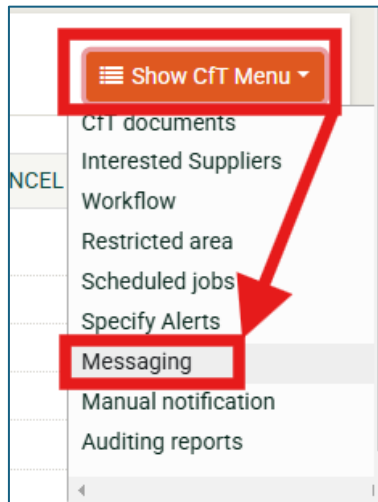 Show CfT Menu
CfT documents
Interested Suppliers
NCEL
Workflow
Restricted area
Scheduled jobs
Specify Alerts
Messaging
Manual notification
Auditing reports